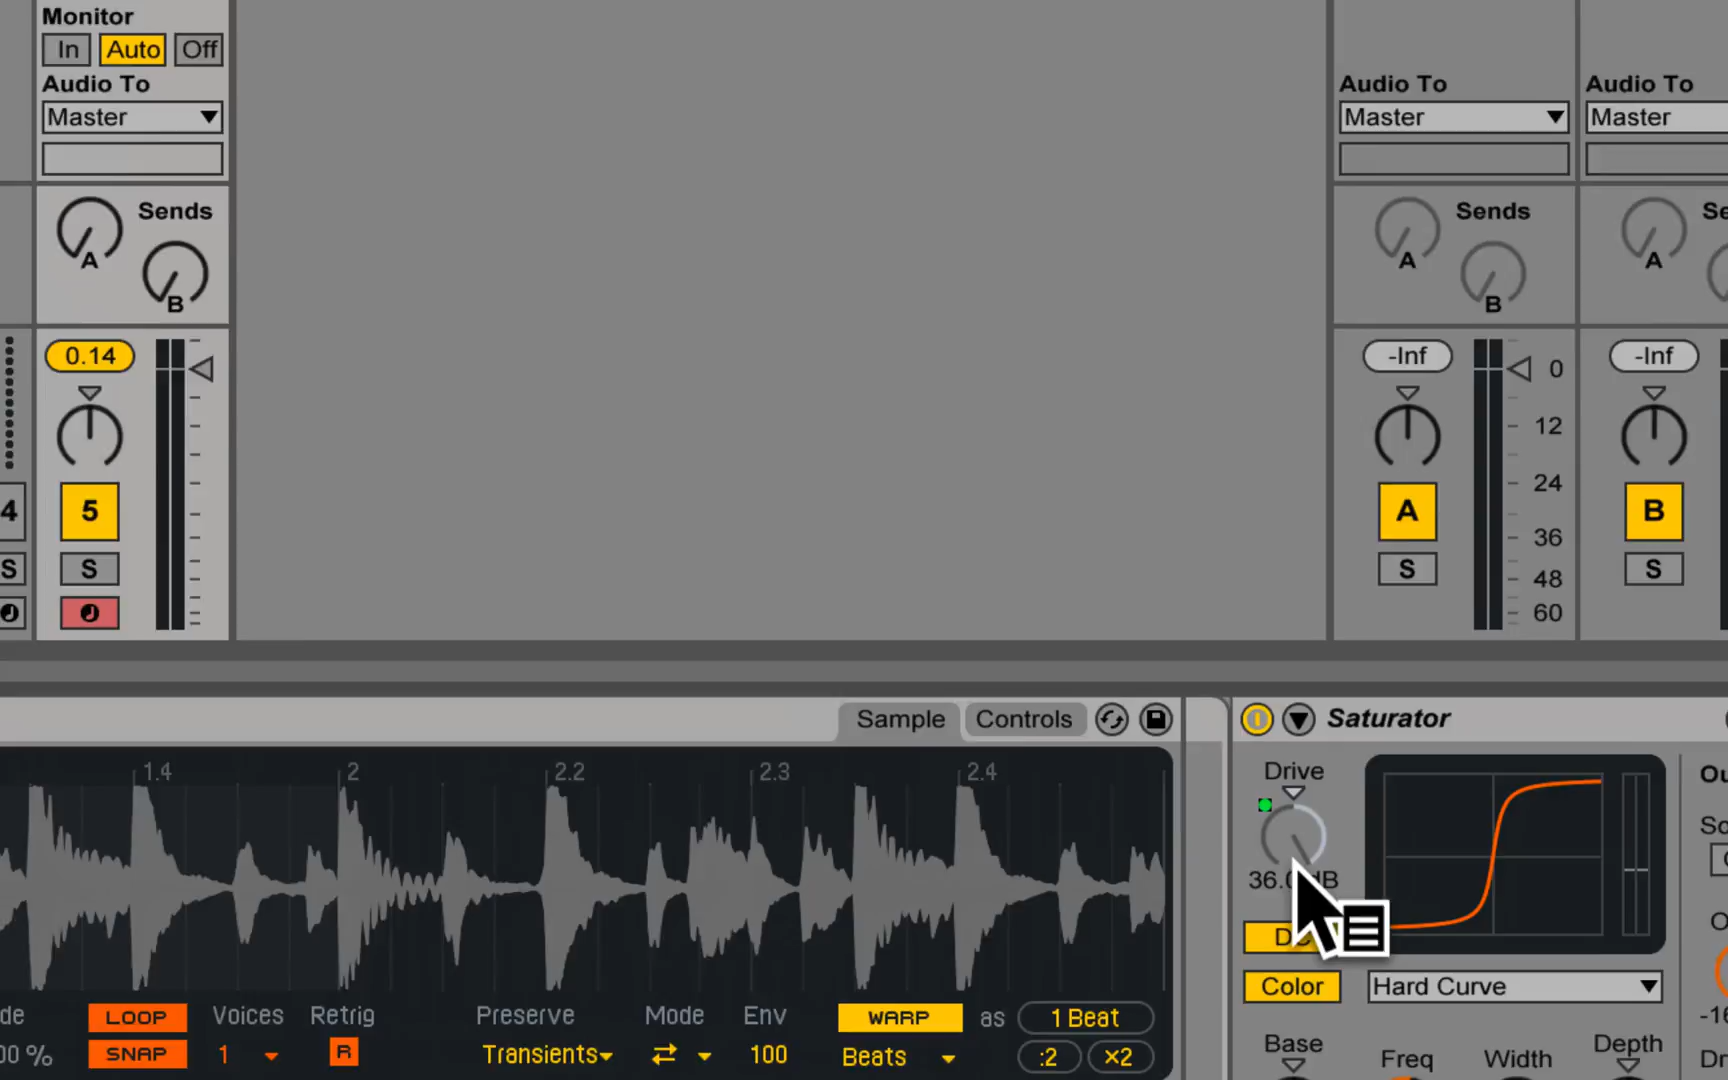 Monitor
In Auto Off
Audio To
Master
Sends
A
B
0.14
5
S
4
S
Audio To
Master
Sends
A
B
-Inf
0
12
24
36
48
60
A
S
Audio To
Master
A
-Inf
B
S
Sample Controls
1.4 2 2.2 2.3 2.4
LOOP Voices Retrig Preserve Mode Env WARP as 1 Beat
SNAP 1 R Transients 100 Beats :2 ×2
Saturator
Drive
Color Hard Curve
Base Freq Width Depth